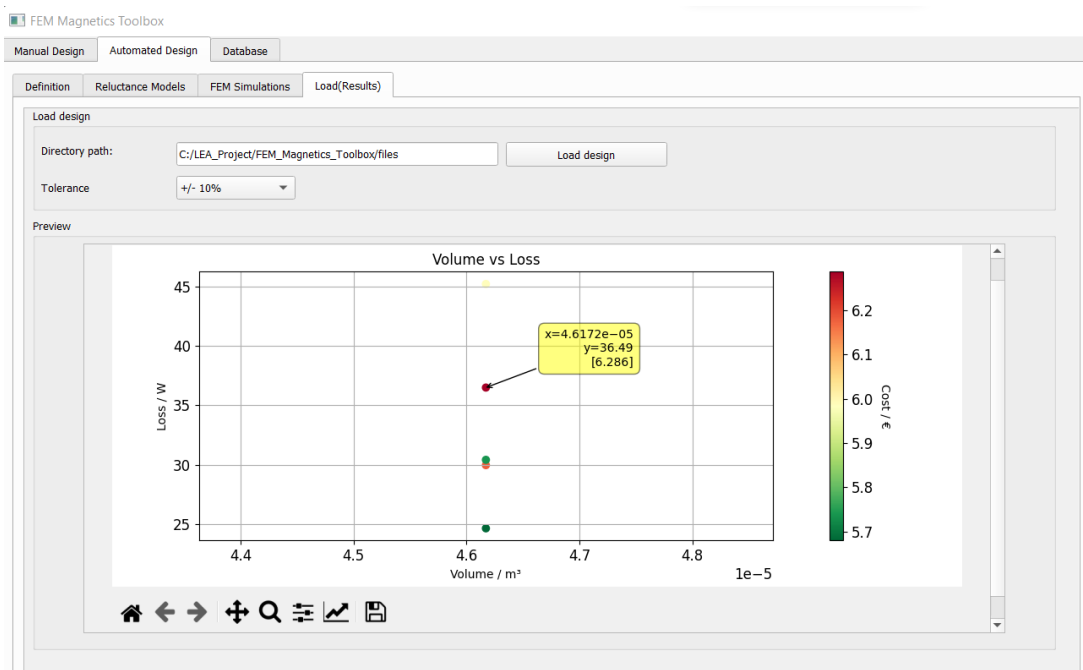 FEM Magnetics Toolbox
Manual Design Automated Design Database
Definition Reluctance Models FEM Simulations Load(Results)
Load design
Directory path: C:/LEA_Project/FEM_Magnetics_Toolbox/files Load design
Tolerance +/- 10%
Preview
Volume vs Loss
45
40
35
30
25
Loss / W
x=4.6172e−05
y=36.49
[6.286]
4.4 4.5 4.6 4.7 4.8
Volume / m³ 1e−5
6.2
6.1
6.0
5.9
5.8
5.7
Cost / €